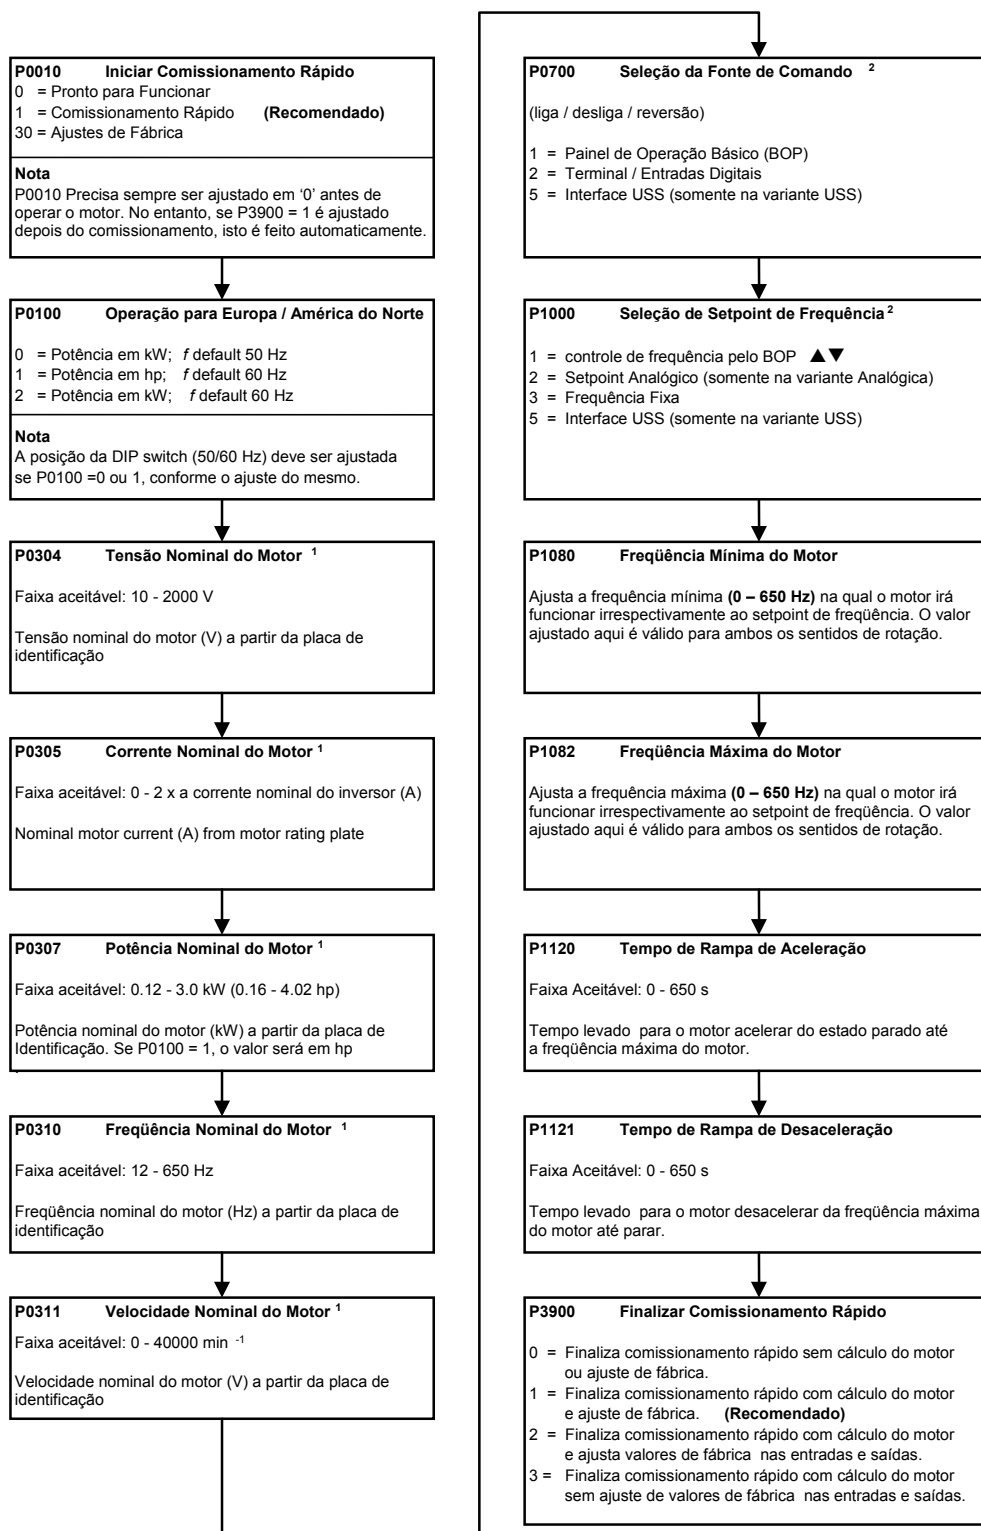 P0010 Iniciar Comissionamento Rápido
0 = Pronto para Funcionar
1 = Comissionamento Rápido (Recomendado)
30 = Ajustes de Fábrica
Nota
P0010 Precisa sempre ser ajustado em ‘0’ antes de
operar o motor. No entanto, se P3900 = 1 é ajustado
depois do comissionamento, isto é feito automaticamente.
P0100 Operação para Europa / América do Norte
0 = Potência em kW; f default 50 Hz
1 = Potência em hp; f default 60 Hz
2 = Potência em kW; f default 60 Hz
Nota
A posição da DIP switch (50/60 Hz) deve ser ajustada
se P0100 =0 ou 1, conforme o ajuste do mesmo.
P0304 Tensão Nominal do Motor 1
Faixa aceitável: 10 - 2000 V
Tensão nominal do motor (V) a partir da placa de
identificação
P0305 Corrente Nominal do Motor 1
Faixa aceitável: 0 - 2 x a corrente nominal do inversor (A)
Nominal motor current (A) from motor rating plate
P0307 Potência Nominal do Motor 1
Faixa aceitável: 0.12 - 3.0 kW (0.16 - 4.02 hp)
Potência nominal do motor (kW) a partir da placa de
Identificação. Se P0100 = 1, o valor será em hp
.
P0310 Freqüência Nominal do Motor 1
Faixa aceitável: 12 - 650 Hz
Freqüência nominal do motor (Hz) a partir da placa de
identificação
P0311 Velocidade Nominal do Motor 1
Faixa aceitável: 0 - 40000 min -1
Velocidade nominal do motor (V) a partir da placa de
identificação
P0700 Seleção da Fonte de Comando 2
(liga / desliga / reversão)
1 = Painel de Operação Básico (BOP)
2 = Terminal / Entradas Digitais
5 = Interface USS (somente na variante USS)
P1000 Seleção de Setpoint de Frequência 2
1 = controle de frequência pelo BOP ▲▼
2 = Setpoint Analógico (somente na variante Analógica)
3 = Frequência Fixa
5 = Interface USS (somente na variante USS)
P1080 Freqüência Mínima do Motor
Ajusta a frequência mínima (0 – 650 Hz) na qual o motor irá
funcionar irrespectivamente ao setpoint de freqüência. O valor
ajustado aqui é válido para ambos os sentidos de rotação.
P1082 Freqüência Máxima do Motor
Ajusta a frequência máxima (0 – 650 Hz) na qual o motor irá
funcionar irrespectivamente ao setpoint de freqüência. O valor
ajustado aqui é válido para ambos os sentidos de rotação.
P1120 Tempo de Rampa de Aceleração
Faixa Aceitável: 0 - 650 s
Tempo levado para o motor acelerar do estado parado até
a freqüência máxima do motor.
P1121 Tempo de Rampa de Desaceleração
Faixa Aceitável: 0 - 650 s
Tempo levado para o motor desacelerar da freqüência máxima
do motor até parar.
P3900 Finalizar Comissionamento Rápido
0 = Finaliza comissionamento rápido sem cálculo do motor
ou ajuste de fábrica.
1 = Finaliza comissionamento rápido com cálculo do motor
e ajuste de fábrica. (Recomendado)
2 = Finaliza comissionamento rápido com cálculo do motor
e ajusta valores de fábrica nas entradas e saídas.
3 = Finaliza comissionamento rápido com cálculo do motor
sem ajuste de valores de fábrica nas entradas e saídas.